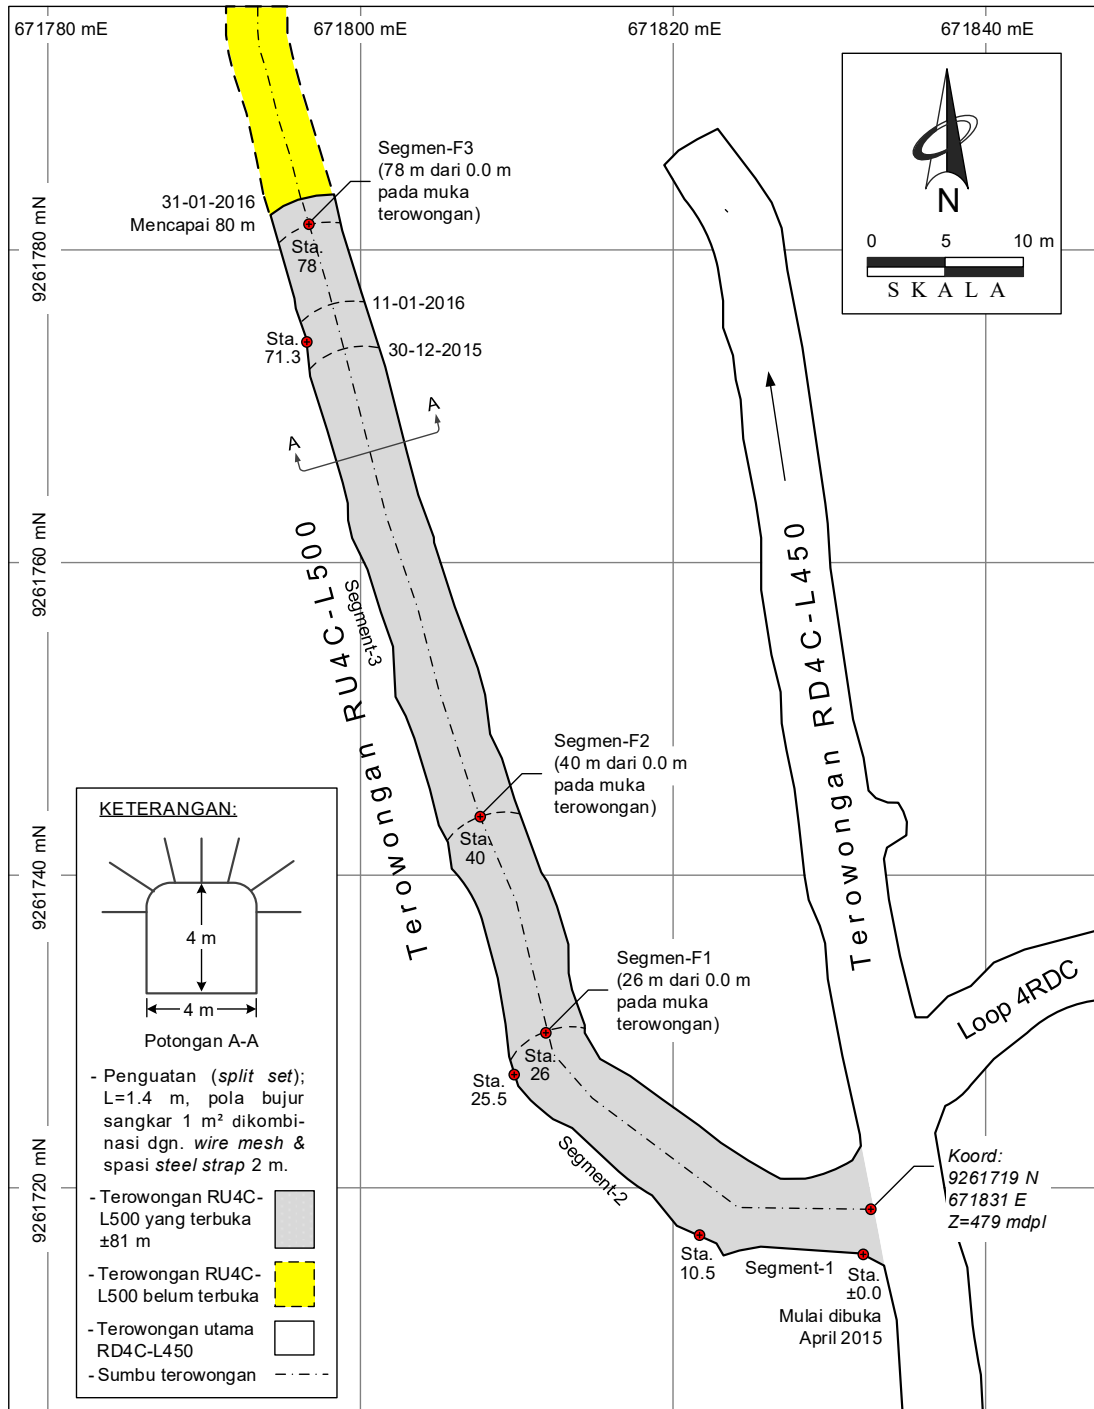 671780 mE
671800 mE
671820 mE
671840 mE
9261780 mN
9261760 mN
9261740 mN
9261720 mN
N
0 5 10 m
S K A L A
Segmen-F3
(78 m dari 0.0 m
pada muka
terowongan)
31-01-2016
Mencapai 80 m
Sta.
78
11-01-2016
Sta.
71.3
30-12-2015
A
A
Terowongan RU4C-L500
Segment-3
Terowongan RD4C-L450
Segmen-F2
(40 m dari 0.0 m
pada muka
terowongan)
Sta.
40
Segmen-F1
(26 m dari 0.0 m
pada muka
terowongan)
Sta.
26
Sta.
25.5
Segment-2
Loop 4RDC
Koord:
9261719 N
671831 E
Z=479 mdpl
Sta.
10.5
Segment-1
Sta.
±0.0
Mulai dibuka
April 2015
KETERANGAN:
4 m
4 m
Potongan A-A
- Penguatan (split set);
L=1.4 m, pola bujur
sangkar 1 m² dikombi-
nasi dgn. wire mesh &
spasi steel strap 2 m.
- Terowongan RU4C-
L500 yang terbuka
±81 m
- Terowongan RU4C-
L500 belum terbuka
- Terowongan utama
RD4C-L450
- Sumbu terowongan